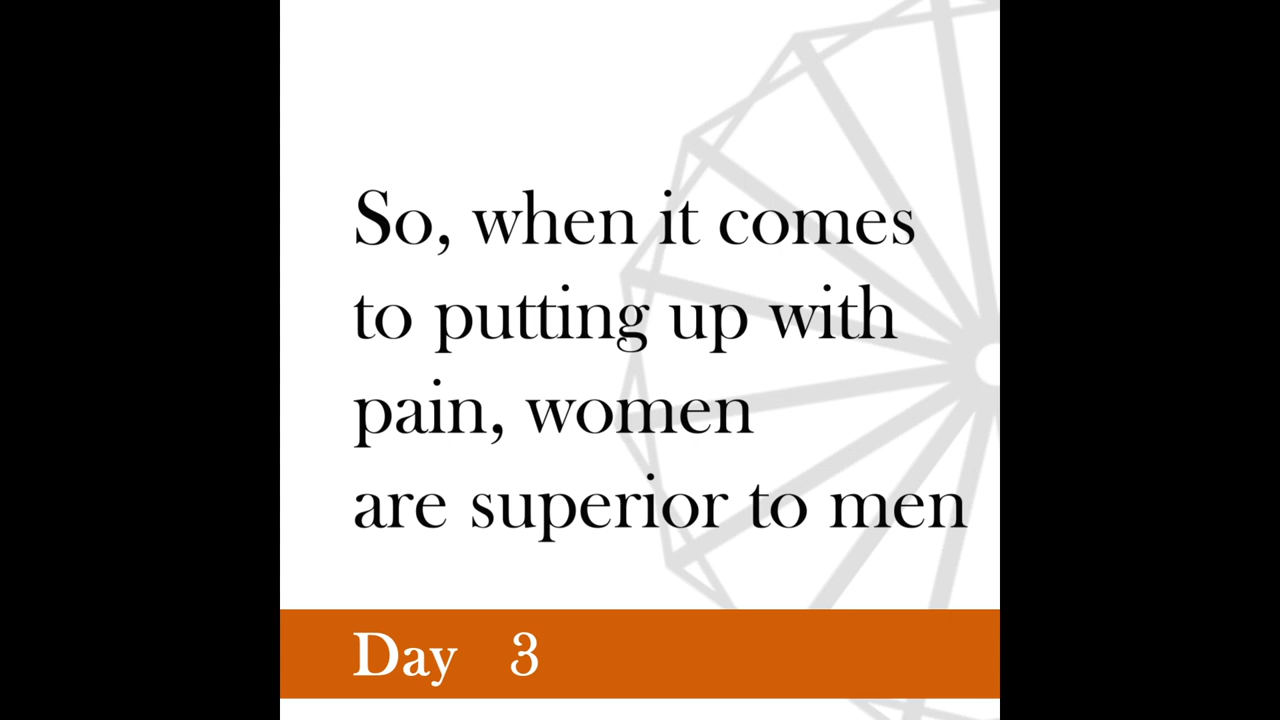 So, when it comes
to putting up with
pain, women
are superior to men
Day 3